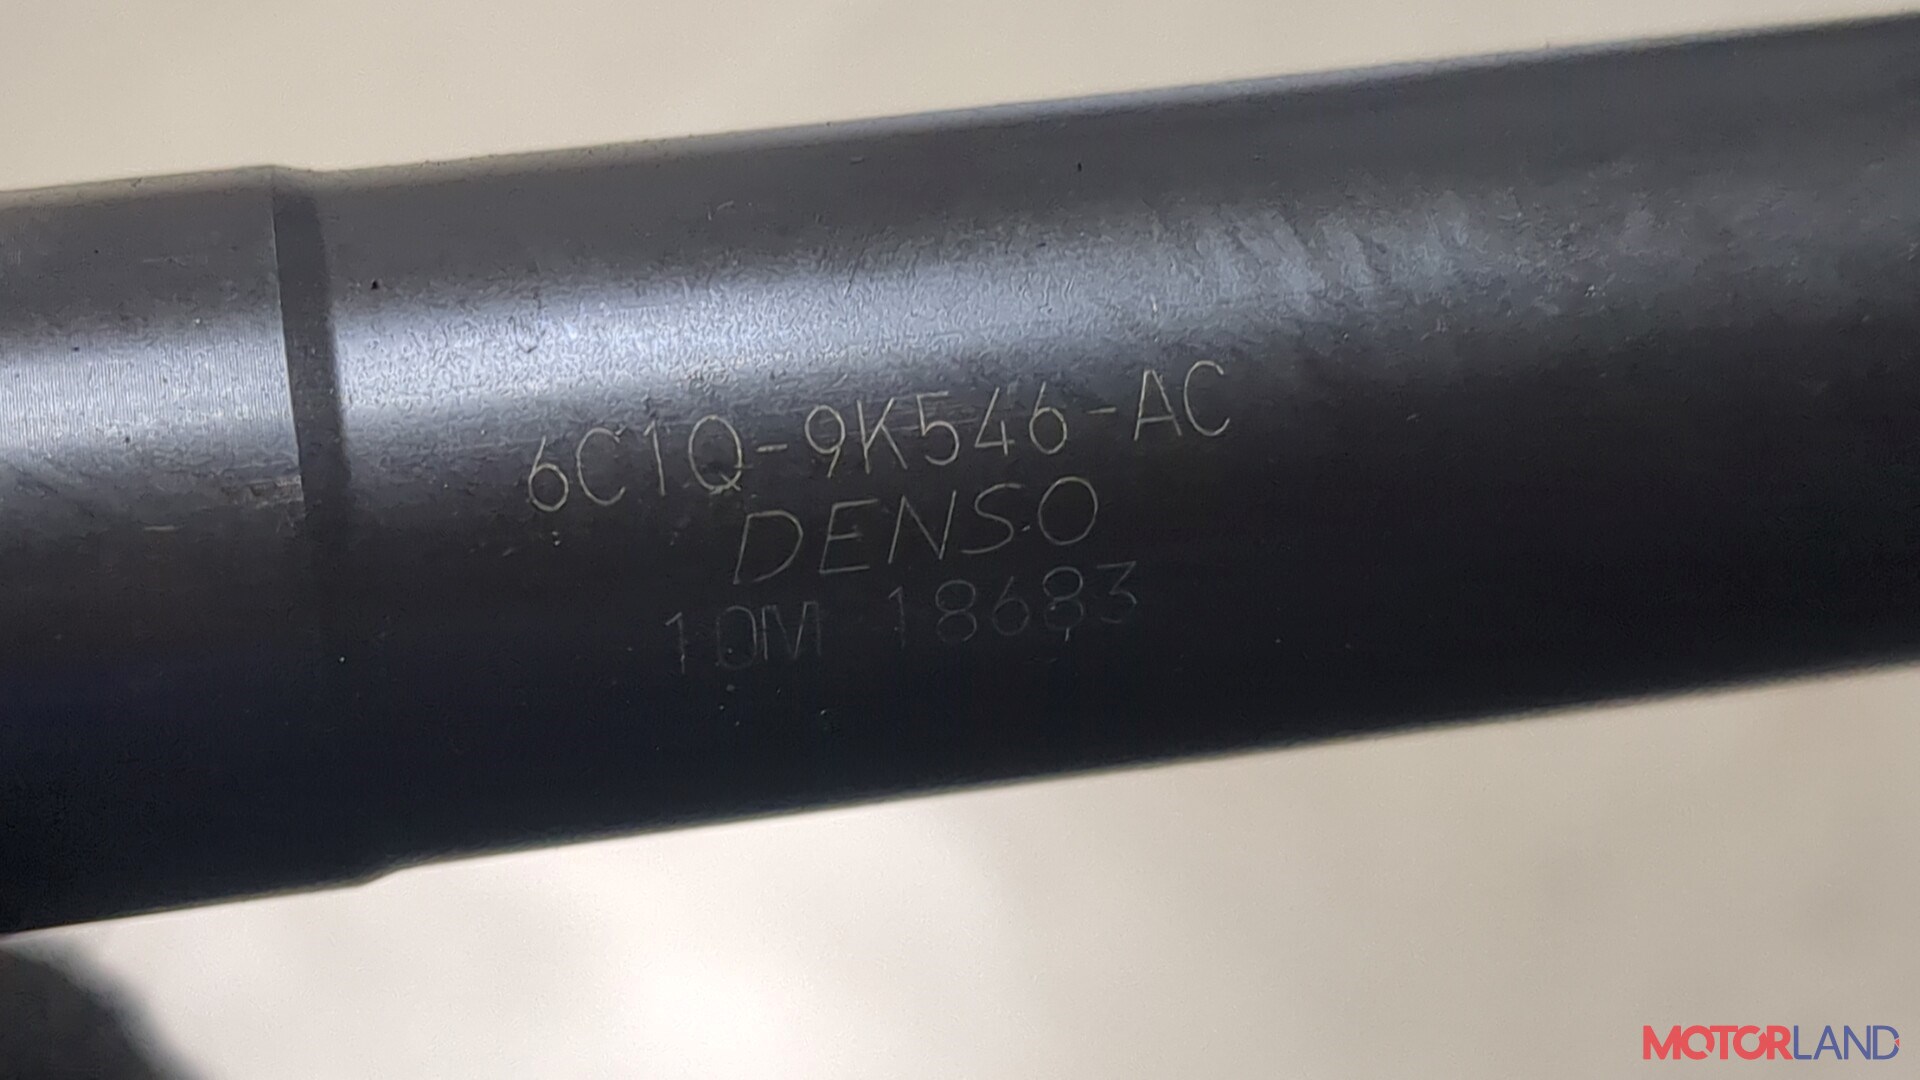 6C1Q-9K546-AC
DENSO
10M 18683
MOTORLAND